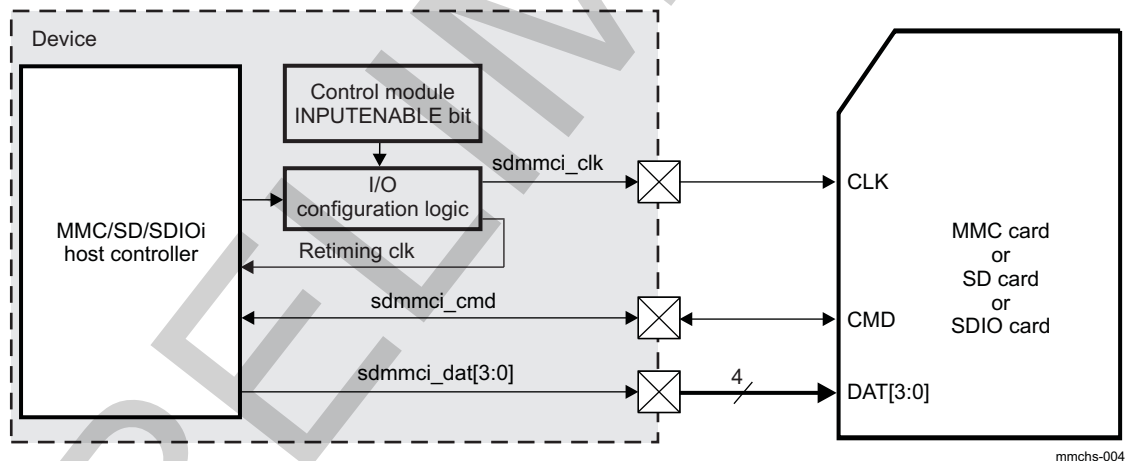 Device
Control module
INPUTENABLE bit
sdmmci_clk
I/O
configuration logic
CLK
MMC/SD/SDIOi
host controller
Retiming clk
MMC card
or
SD card
or
SDIO card
sdmmci_cmd
CMD
sdmmci_dat[3:0]
4
DAT[3:0]
mmchs-004